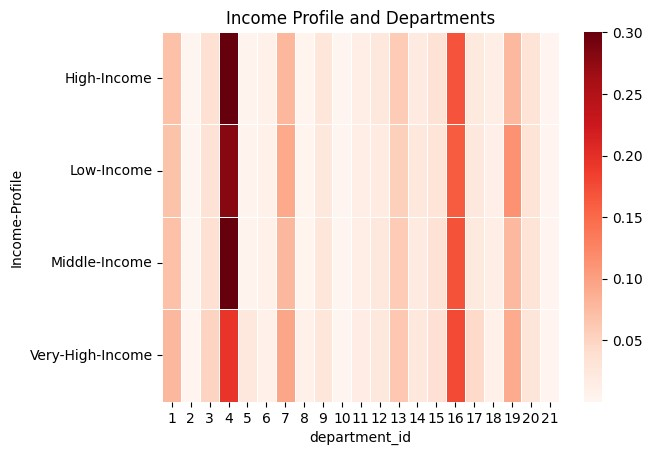 Income Profile and Departments
High-Income
Low-Income
Middle-Income
Very-High-Income
Income-Profile
1 2 3 4 5 6 7 8 9 10 11 12 13 14 15 16 17 18 19 20 21
department_id
0.30
0.25
0.20
0.15
0.10
0.05